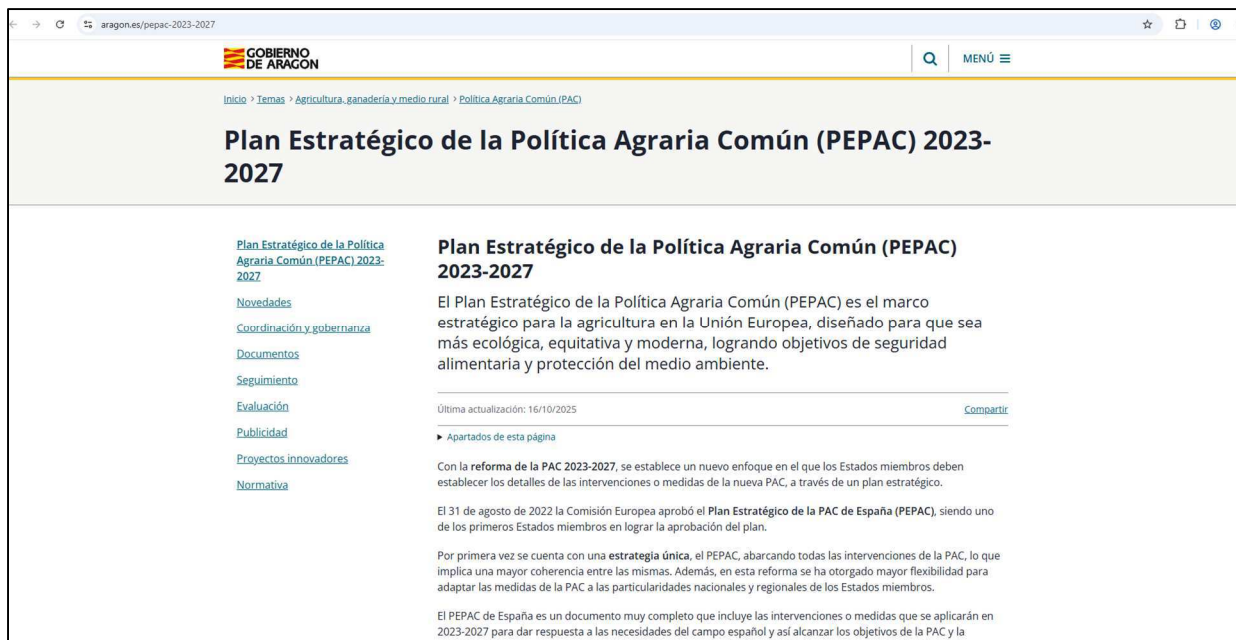 aragon.es/pepac-2023-2027
GOBIERNO
DE ARAGON
MENÚ
Inicio > Temas > Agricultura, ganadería y medio rural > Política Agraria Común (PAC)
Plan Estratégico de la Política Agraria Común (PEPAC) 2023-
2027
Plan Estratégico de la Política
Agraria Común (PEPAC) 2023-
2027
Novedades
Coordinación y gobernanza
Documentos
Seguimiento
Evaluación
Publicidad
Proyectos innovadores
Normativa
Plan Estratégico de la Política Agraria Común (PEPAC)
2023-2027
El Plan Estratégico de la Política Agraria Común (PEPAC) es el marco
estratégico para la agricultura en la Unión Europea, diseñado para que sea
más ecológica, equitativa y moderna, logrando objetivos de seguridad
alimentaria y protección del medio ambiente.
Última actualización: 16/10/2025
Compartir
Apartados de esta página
Con la reforma de la PAC 2023-2027, se establece un nuevo enfoque en el que los Estados miembros deben
establecer los detalles de las intervenciones o medidas de la nueva PAC, a través de un plan estratégico.
El 31 de agosto de 2022 la Comisión Europea aprobó el Plan Estratégico de la PAC de España (PEPAC), siendo uno
de los primeros Estados miembros en lograr la aprobación del plan.
Por primera vez se cuenta con una estrategia única, el PEPAC, abarcando todas las intervenciones de la PAC, lo que
implica una mayor coherencia entre las mismas. Además, en esta reforma se ha otorgado mayor flexibilidad para
adaptar las medidas de la PAC a las particularidades nacionales y regionales de los Estados miembros.
El PEPAC de España es un documento muy completo que incluye las intervenciones o medidas que se aplicarán en
2023-2027 para dar respuesta a las necesidades del campo español y así alcanzar los objetivos de la PAC y la